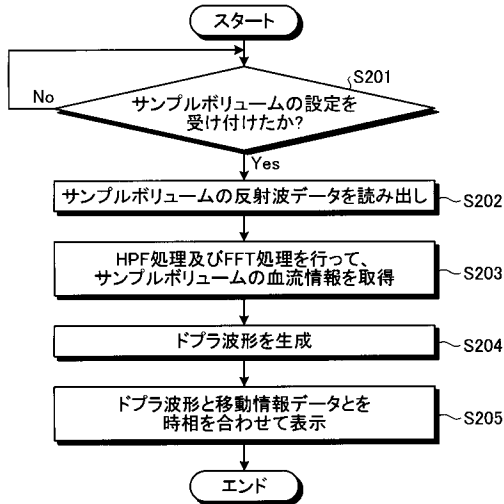 スタート
S201
サンプルボリュームの設定を
受け付けたか?
No
Yes
サンプルボリュームの反射波データを読み出し
S202
HPF処理及びFFT処理を行って、
サンプルボリュームの血流情報を取得
S203
ドプラ波形を生成
S204
ドプラ波形と移動情報データとを
時相を合わせて表示
S205
エンド